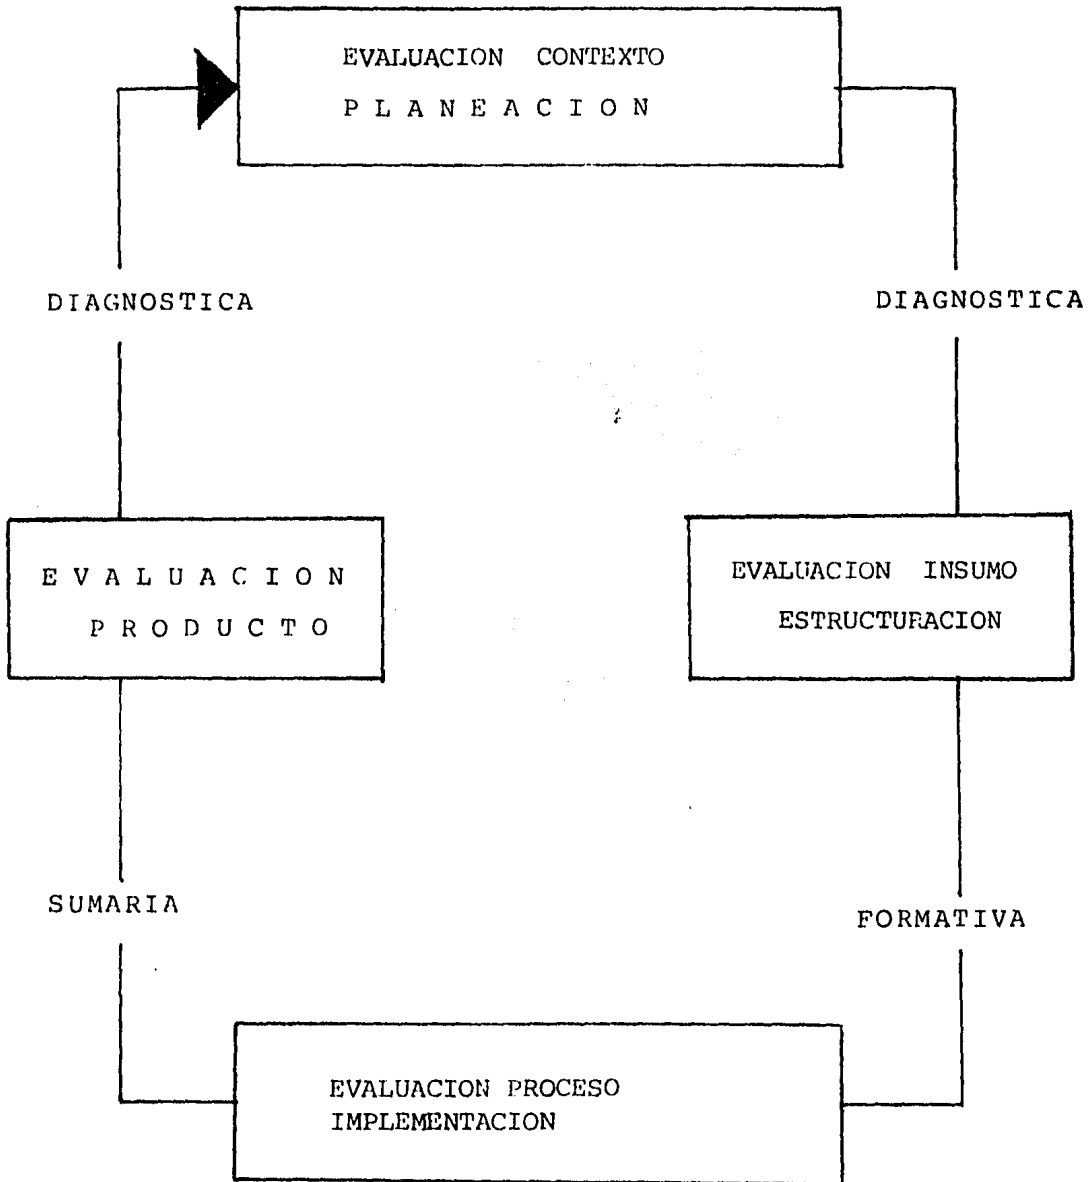 EVALUACION CONTEXTO
P L A N E A C I O N
DIAGNOSTICA
DIAGNOSTICA
E V A L U A C I O N
P R O D U C T O
EVALUACION INSUMO
ESTRUCTURACION
SUMARIA
FORMATIVA
EVALUACION PROCESO
IMPLEMENTACION